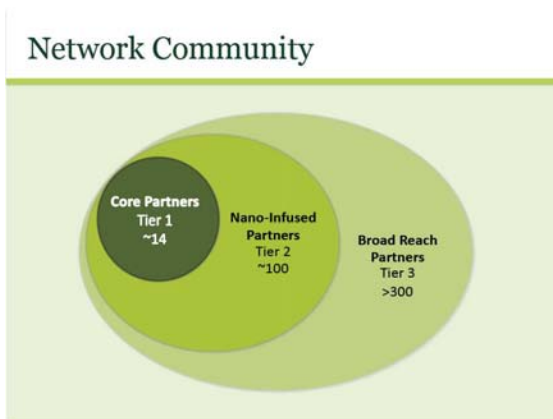 Network Community
Core Partners
Tier 1
~14
Nano-Infused
Partners
Tier 2
~100
Broad Reach
Partners
Tier 3
>300